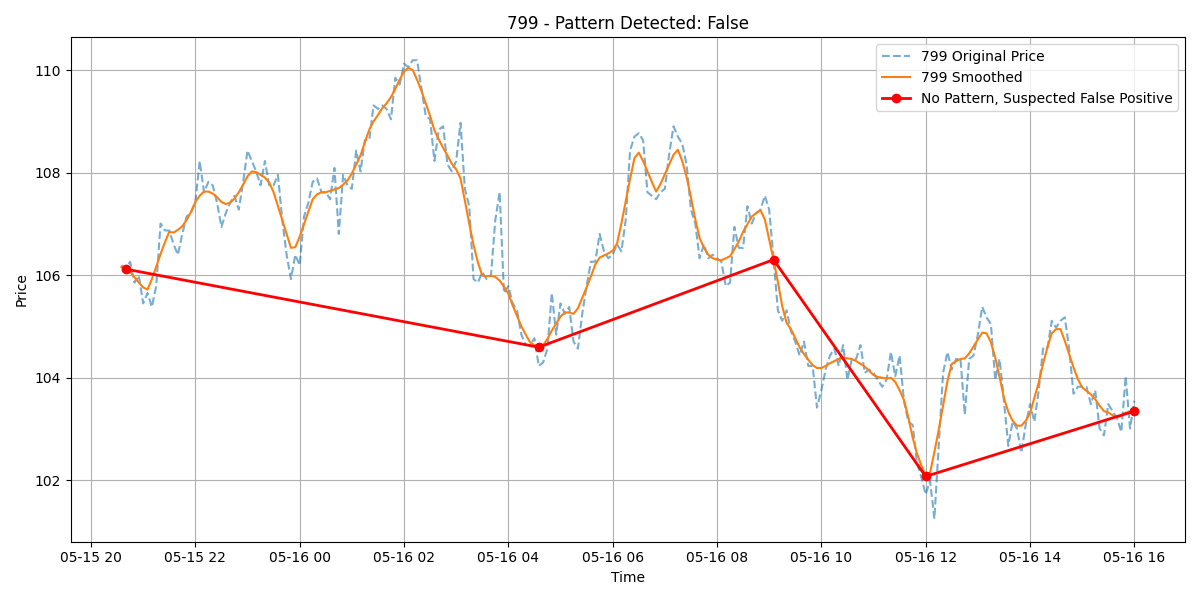 799 - Pattern Detected: False
799 Original Price
799 Smoothed
No Pattern, Suspected False Positive
Price
110
108
106
104
102
05-15 20 05-15 22 05-16 00 05-16 02 05-16 04 05-16 06 05-16 08 05-16 10 05-16 12 05-16 14 05-16 16
Time